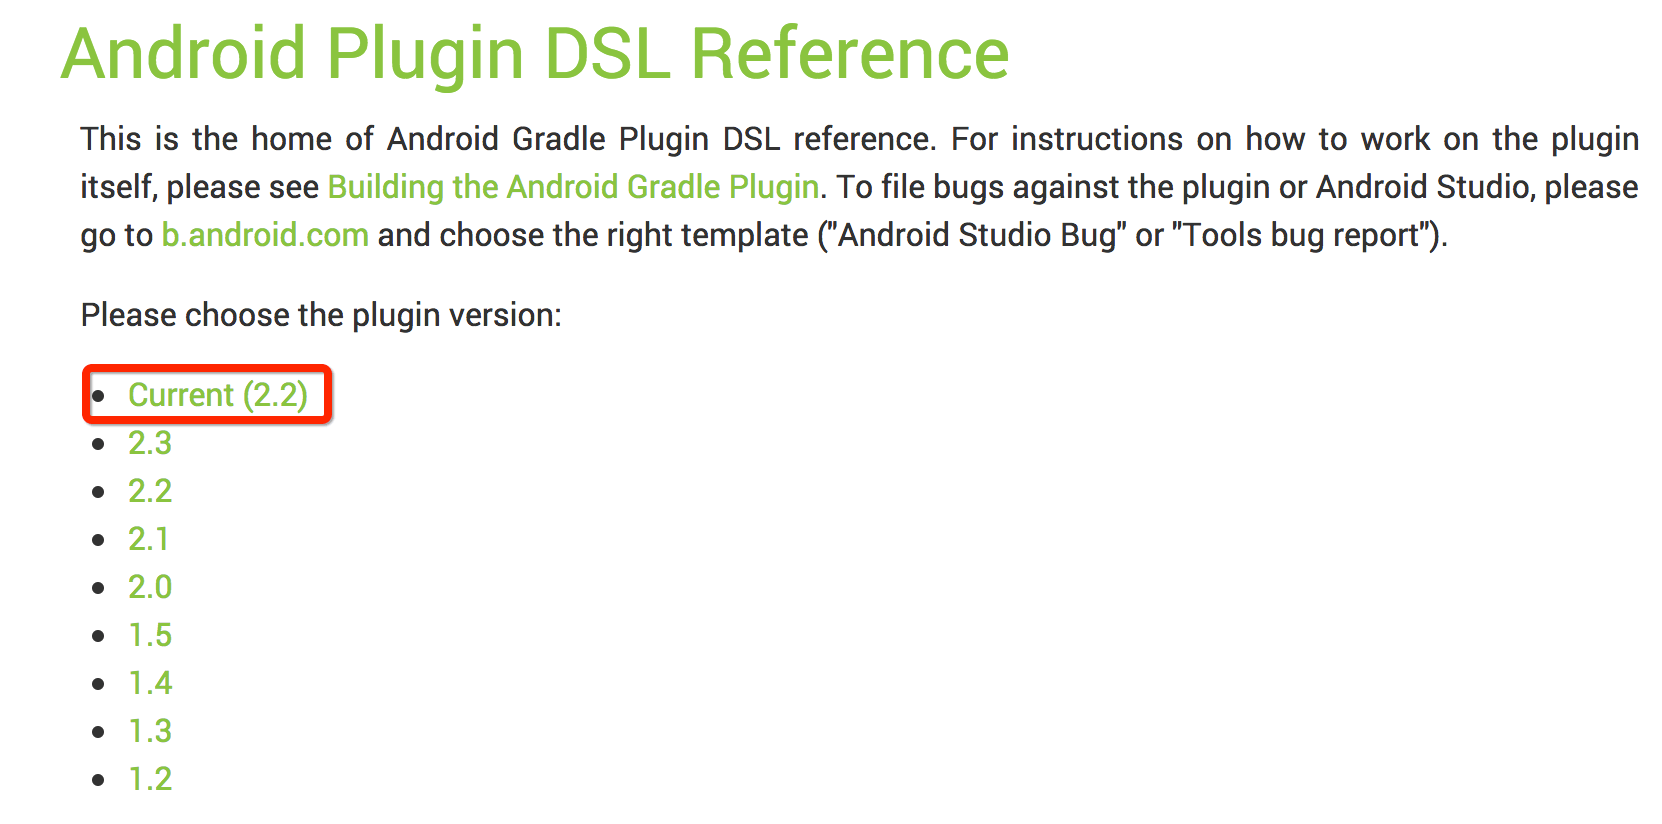 Android Plugin DSL Reference
This is the home of Android Gradle Plugin DSL reference. For instructions on how to work on the plugin
itself, please see Building the Android Gradle Plugin. To file bugs against the plugin or Android Studio, please
go to b.android.com and choose the right template ("Android Studio Bug" or "Tools bug report").
Please choose the plugin version:
• Current (2.2)
• 2.3
• 2.2
• 2.1
• 2.0
• 1.5
• 1.4
• 1.3
• 1.2